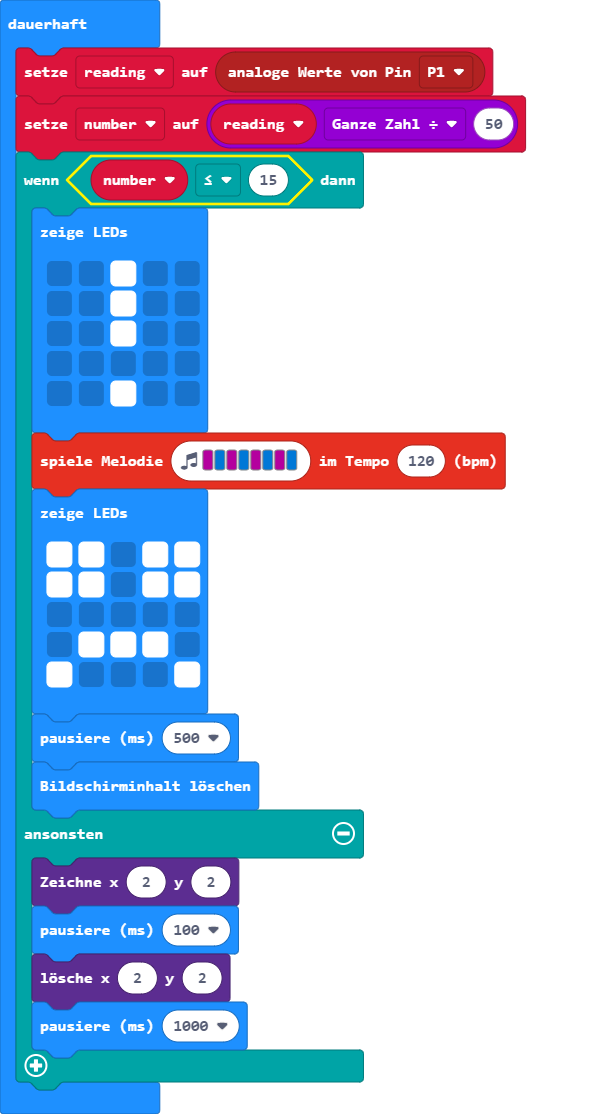 dauerhaft
setze reading auf analoge Werte von Pin P1
setze number auf reading Ganze Zahl ÷ 50
wenn number ≤ 15 dann
zeige LEDs
spiele Melodie im Tempo 120 (bpm)
zeige LEDs
pausiere (ms) 500
Bildschirminhalt löschen
ansonsten
Zeichne x 2 y 2
pausiere (ms) 100
lösche x 2 y 2
pausiere (ms) 1000